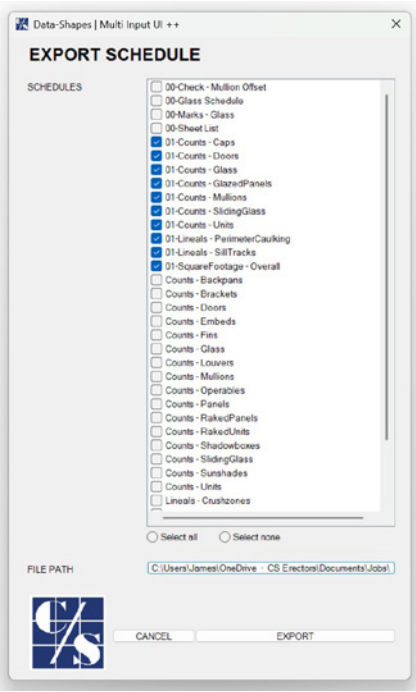 Data-Shapes | Multi Input UI ++
EXPORT SCHEDULE
SCHEDULES
00-Check - Mullion Offset
00-Glass Schedule
00-Marks - Glass
00-Sheet List
01-Counts - Caps
01-Counts - Doors
01-Counts - Glass
01-Counts - GlazedPanels
01-Counts - Mullions
01-Counts - SlidingGlass
01-Counts - Units
01-Lineals - PerimeterCaulking
01-Lineals - SillTracks
01-SquareFootage - Overall
Counts - Backpans
Counts - Brackets
Counts - Doors
Counts - Embeds
Counts - Fins
Counts - Glass
Counts - Louvers
Counts - Mullions
Counts - Operables
Counts - Panels
Counts - RakedPanels
Counts - RakedUnits
Counts - Shadowboxes
Counts - SlidingGlass
Counts - Sunshades
Counts - Units
Lineals - Crushzones
Select all Select none
FILE PATH C:\Users\James\OneDrive - CS Erectors\Documents\Jobs\
C/S
CANCEL EXPORT